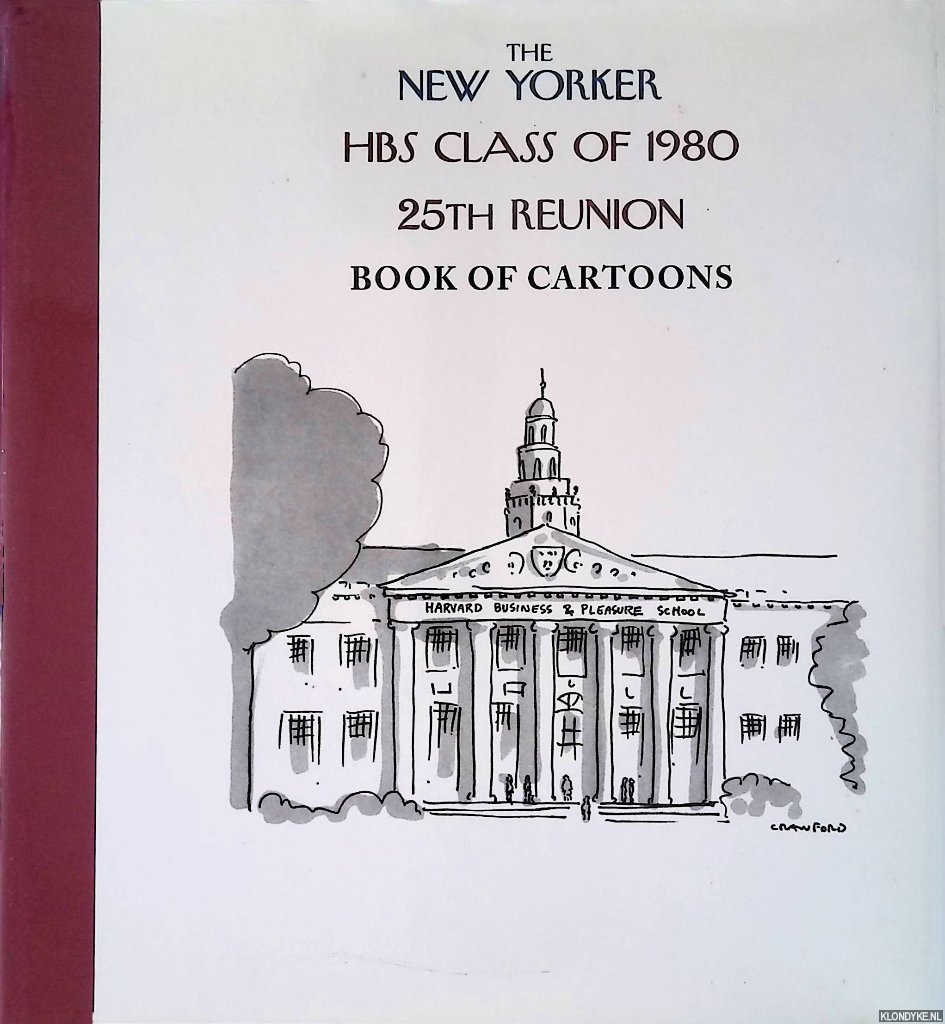 THE
NEW YORKER
HBS CLASS OF 1980
25TH REUNION
BOOK OF CARTOONS
HARVARD BUSINESS & PLEASURE SCHOOL
CRAWFORD
KLONDYKE.NL